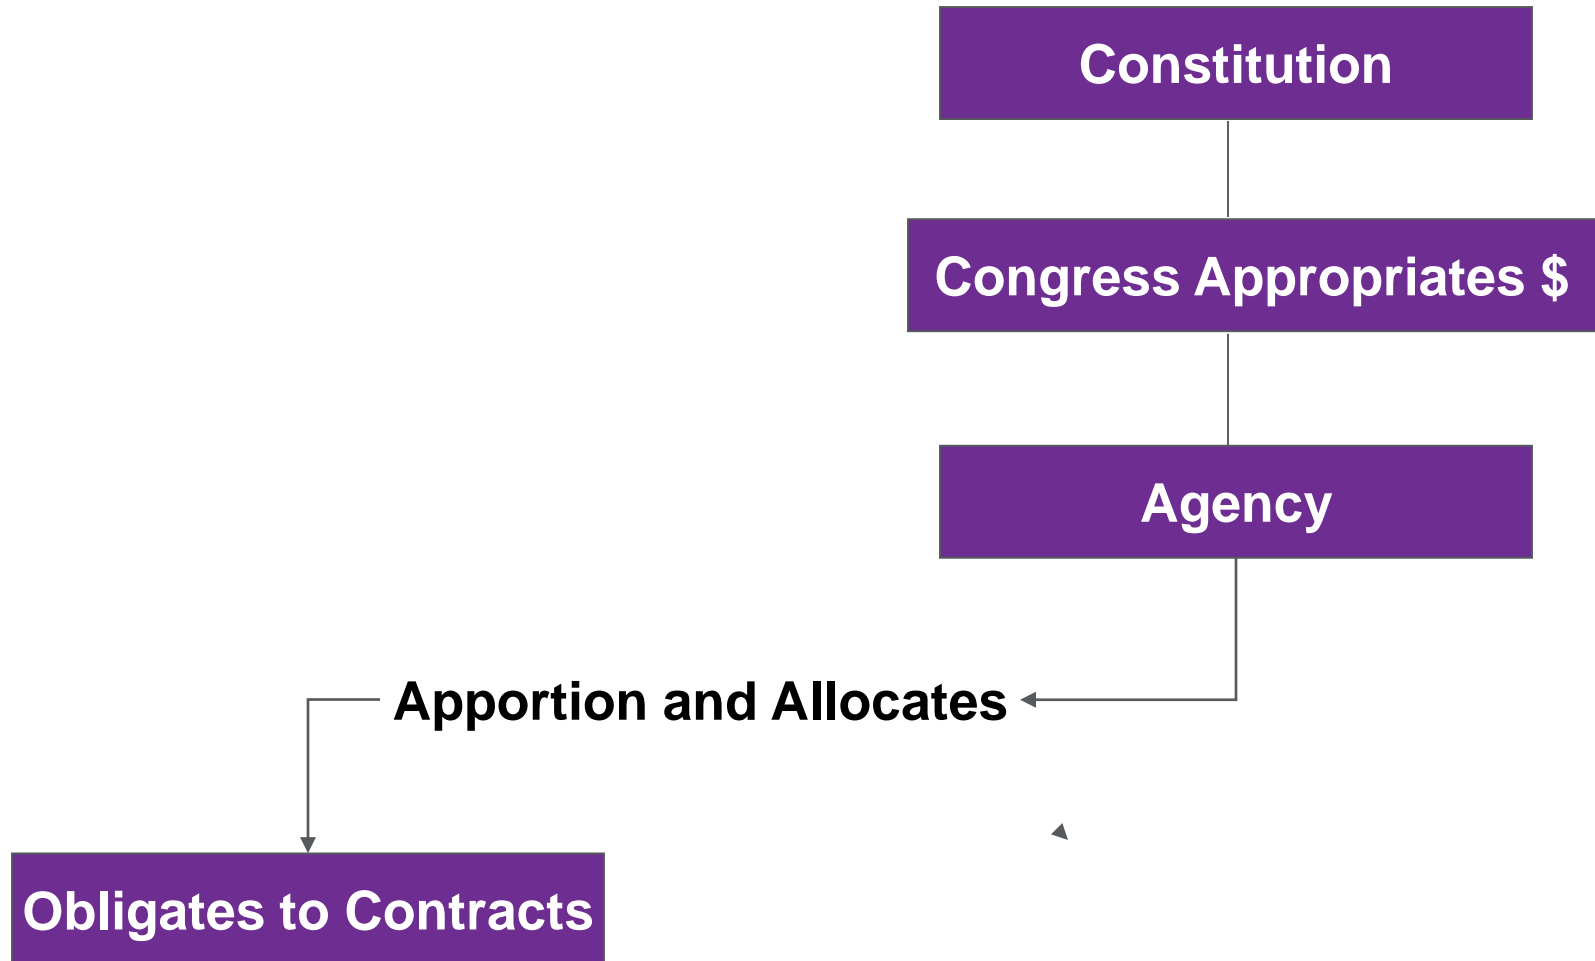 Constitution
Congress Appropriates $
Agency
Apportion and Allocates
Obligates to Contracts